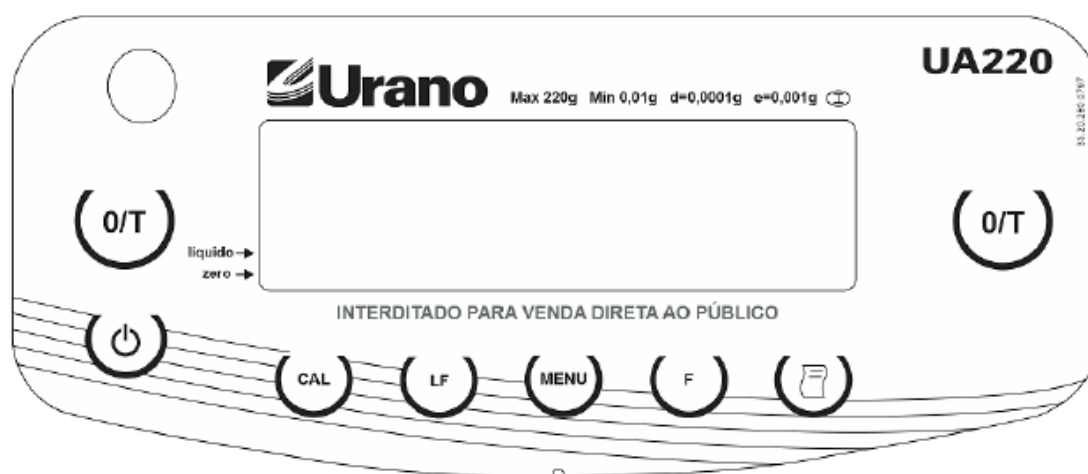 UA220
Urano
Max 220g Min 0,01g d=0,0001g e=0,001g I
0/T
0/T
líquido→
zero→
INTERDITADO PARA VENDA DIRETA AO PÚBLICO
CAL
LF
MENU
F